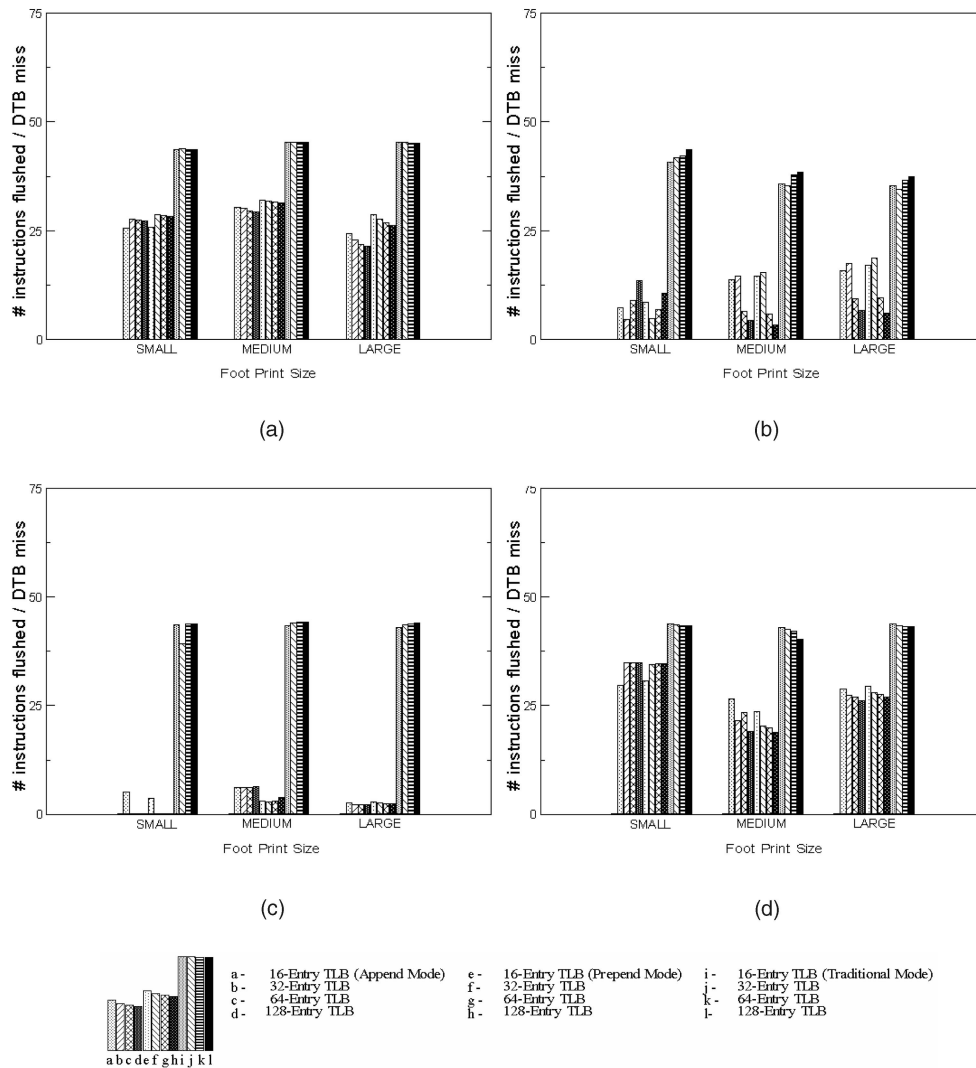 75
50
25
0
# instructions flushed / DTB miss
SMALL MEDIUM LARGE
Foot Print Size
(a)
75
50
25
0
# instructions flushed / DTB miss
SMALL MEDIUM LARGE
Foot Print Size
(b)
75
50
25
0
# instructions flushed / DTB miss
SMALL MEDIUM LARGE
Foot Print Size
(c)
75
50
25
0
# instructions flushed / DTB miss
SMALL MEDIUM LARGE
Foot Print Size
(d)
a b c d e f g h i j k l
a - 16-Entry TLB (Append Mode)
b - 32-Entry TLB
c - 64-Entry TLB
d - 128-Entry TLB
e - 16-Entry TLB (Prepend Mode)
f - 32-Entry TLB
g - 64-Entry TLB
h - 128-Entry TLB
i - 16-Entry TLB (Traditional Mode)
j - 32-Entry TLB
k - 64-Entry TLB
l- 128-Entry TLB